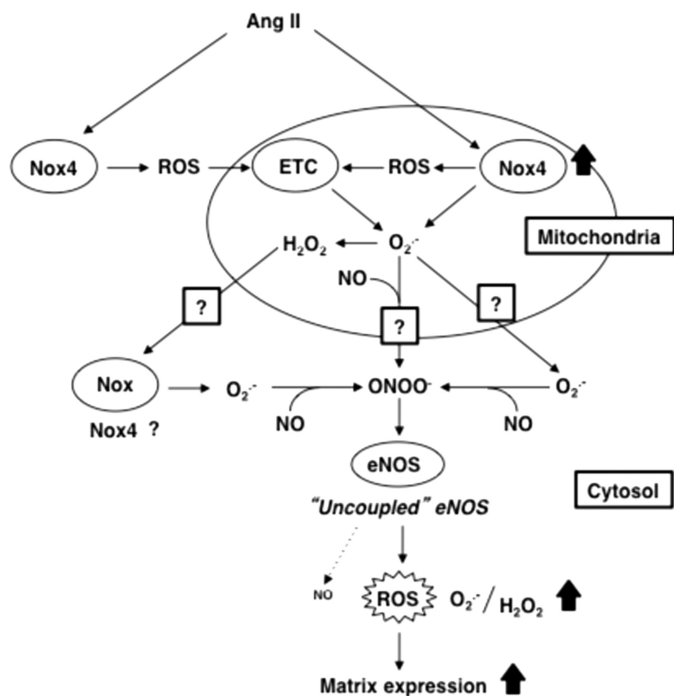 Ang II
Nox4 ROS ETC ROS Nox4
Mitochondria
H₂O₂ O₂·⁻
NO
? ? ?
Nox O₂·⁻ ONOO⁻ O₂·⁻
Nox4 ? NO NO
eNOS
Cytosol
"Uncoupled" eNOS
NO ROS O₂·⁻/H₂O₂
Matrix expression